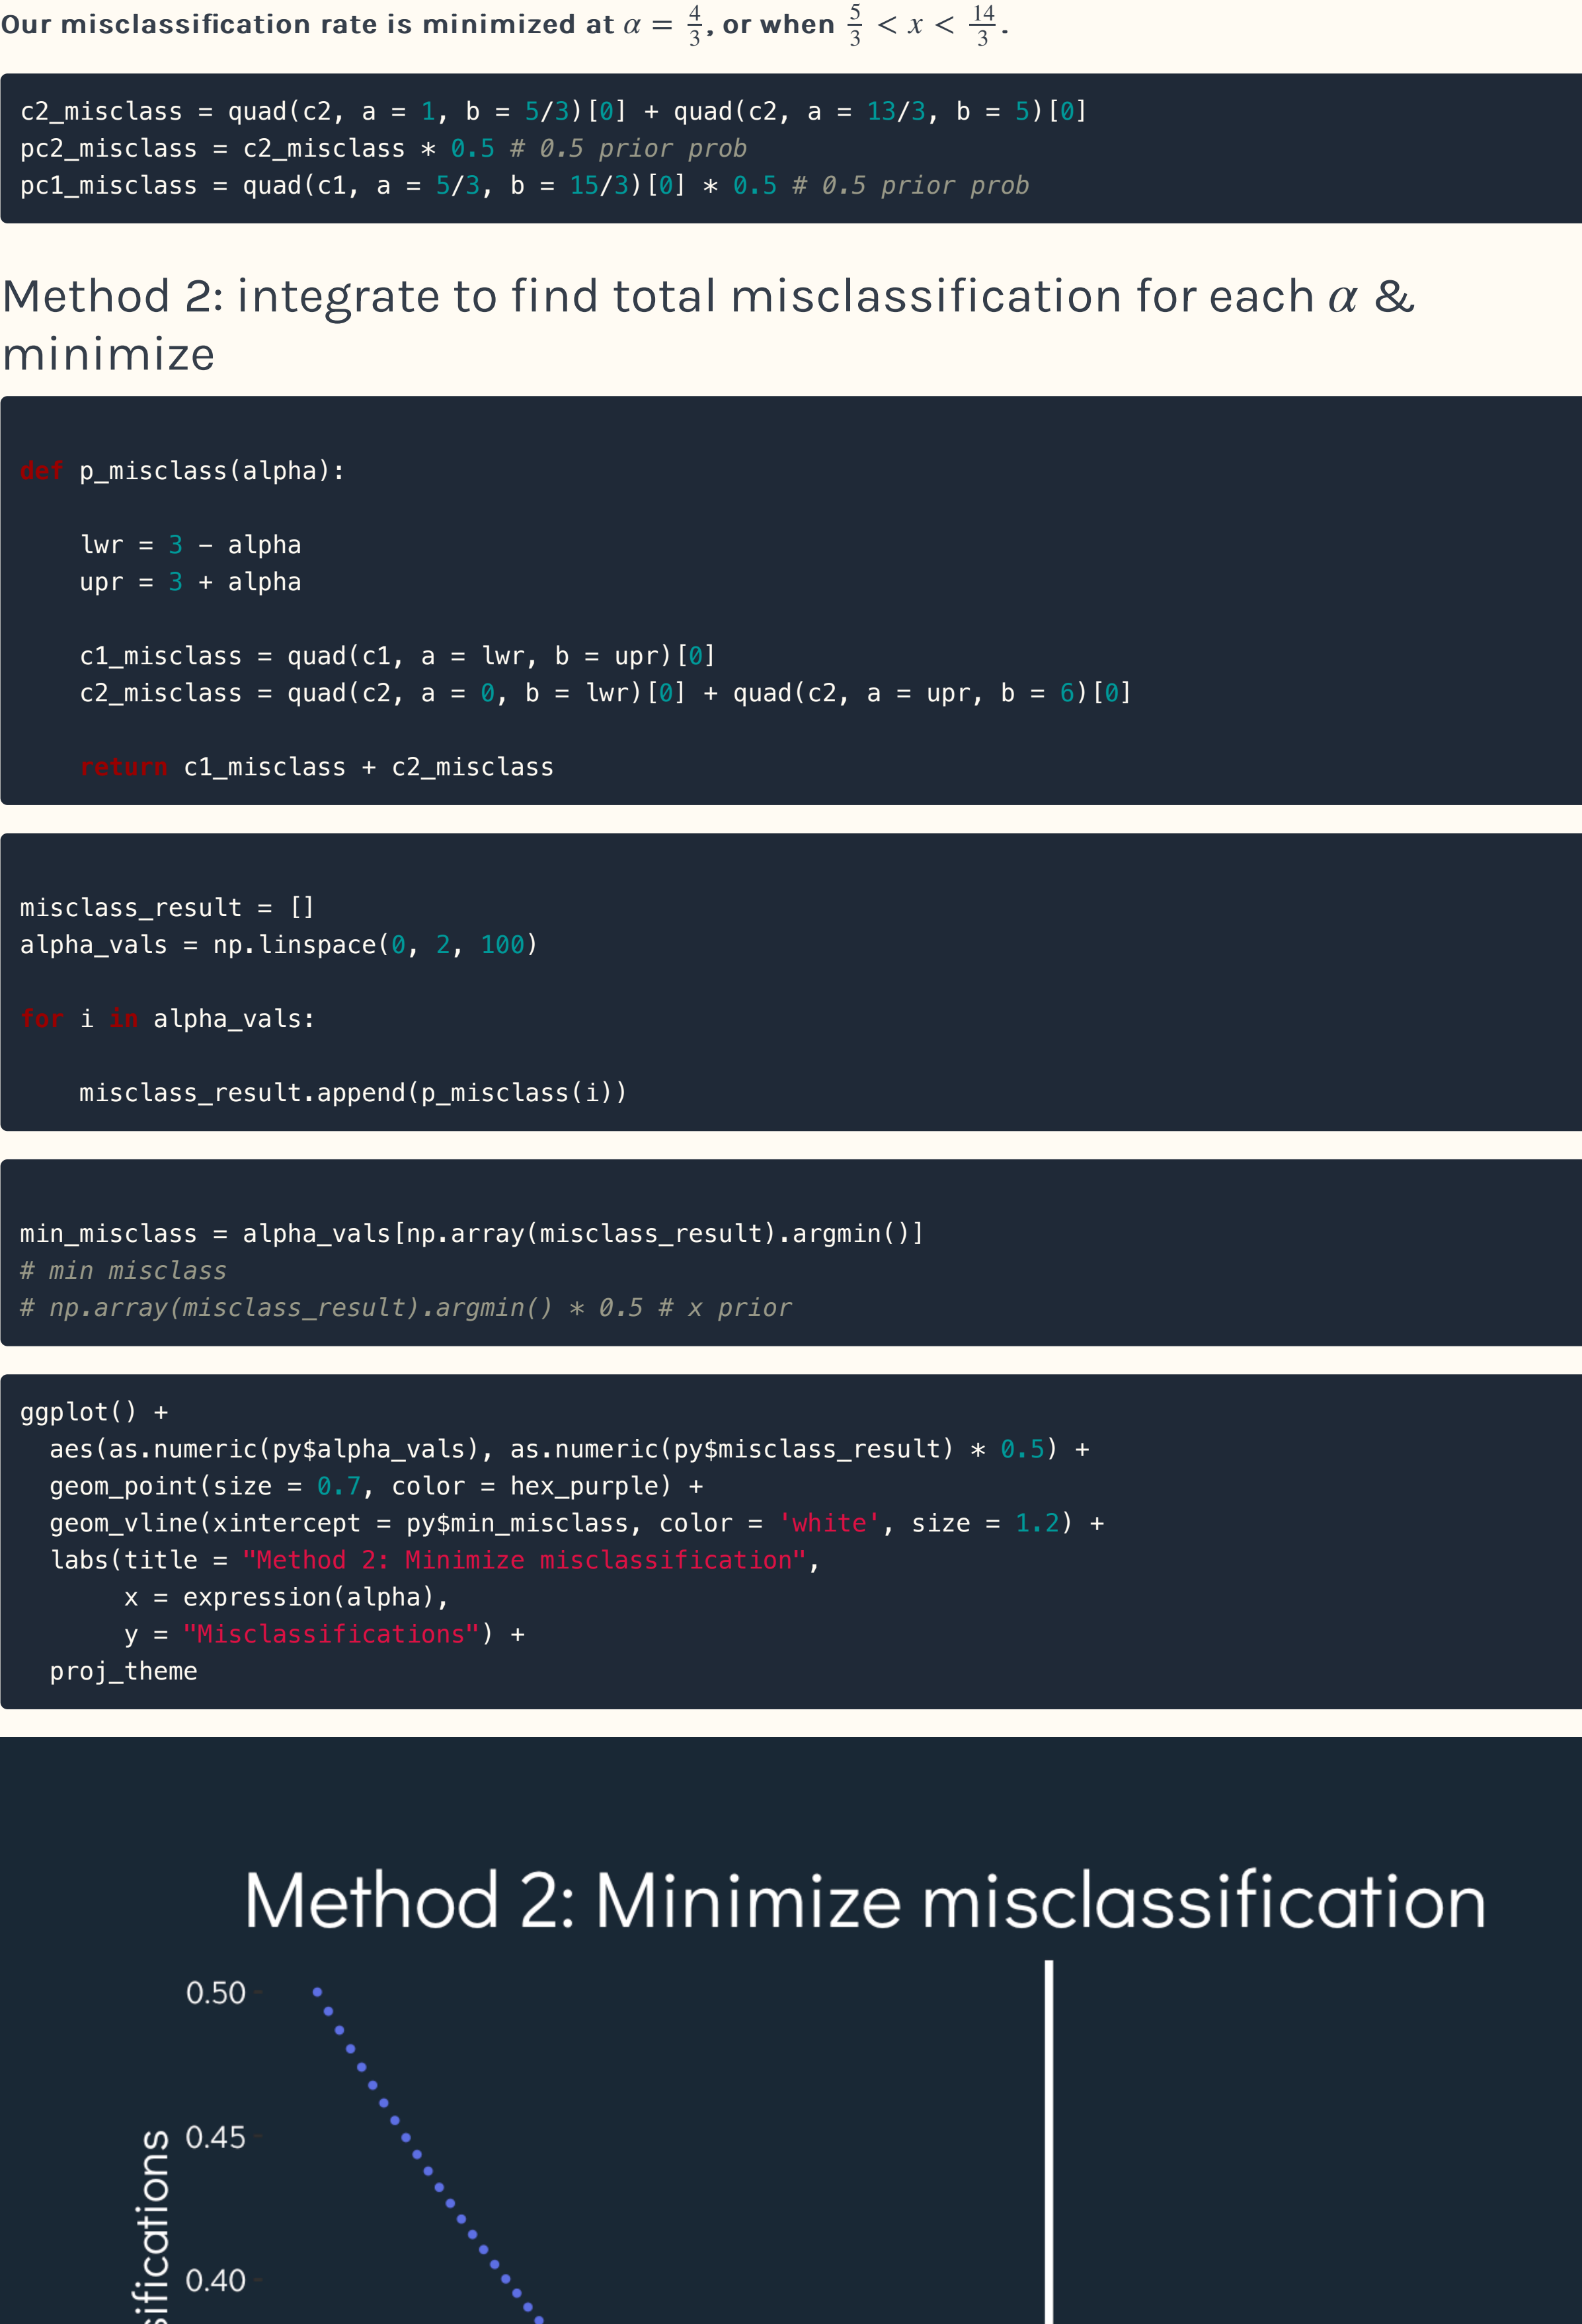 Our misclassification rate is minimized at α = 4/3, or when 5/3 < x < 14/3.
c2_misclass = quad(c2, a = 1, b = 5/3)[0] + quad(c2, a = 13/3, b = 5)[0]
pc2_misclass = c2_misclass * 0.5 # 0.5 prior prob
pc1_misclass = quad(c1, a = 5/3, b = 15/3)[0] * 0.5 # 0.5 prior prob
Method 2: integrate to find total misclassification for each α &
minimize
def p_misclass(alpha):
    lwr = 3 - alpha
    upr = 3 + alpha
    c1_misclass = quad(c1, a = lwr, b = upr)[0]
    c2_misclass = quad(c2, a = 0, b = lwr)[0] + quad(c2, a = upr, b = 6)[0]
    return c1_misclass + c2_misclass
misclass_result = []
alpha_vals = np.linspace(0, 2, 100)
for i in alpha_vals:
    misclass_result.append(p_misclass(i))
min_misclass = alpha_vals[np.array(misclass_result).argmin()]
# min misclass
# np.array(misclass_result).argmin() * 0.5 # x prior
ggplot() +
  aes(as.numeric(py$alpha_vals), as.numeric(py$misclass_result) * 0.5) +
  geom_point(size = 0.7, color = hex_purple) +
  geom_vline(xintercept = py$min_misclass, color = 'white', size = 1.2) +
  labs(title = "Method 2: Minimize misclassification",
       x = expression(alpha),
       y = "Misclassifications") +
  proj_theme
Method 2: Minimize misclassification
0.50
0.45
0.40
sifications